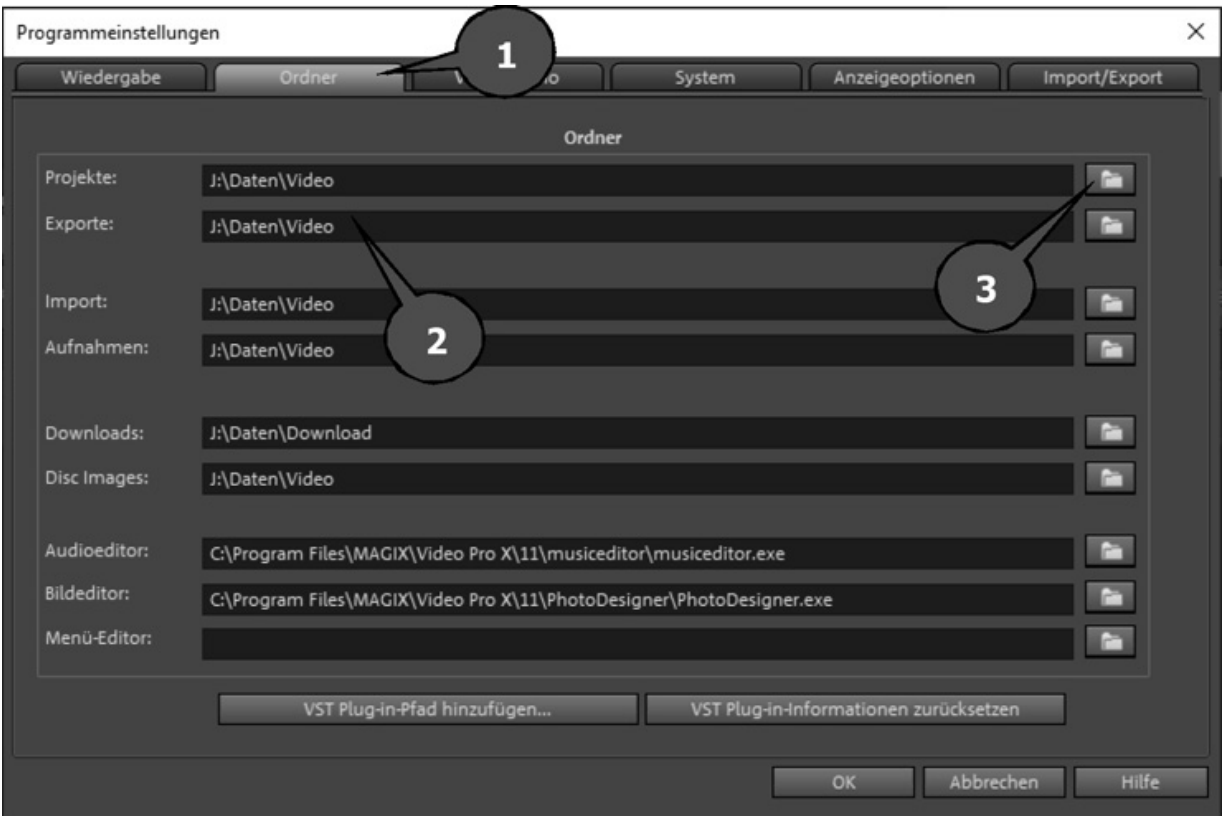 Programmeinstellungen
1
Wiedergabe Ordner System Anzeigeoptionen Import/Export
Ordner
Projekte: J:\Daten\Video
Exporte: J:\Daten\Video
3
Import: J:\Daten\Video
2
Aufnahmen: J:\Daten\Video
Downloads: J:\Daten\Download
Disc Images: J:\Daten\Video
Audioeditor: C:\Program Files\MAGIX\Video Pro X\11\musiceditor\musiceditor.exe
Bildeditor: C:\Program Files\MAGIX\Video Pro X\11\PhotoDesigner\PhotoDesigner.exe
Menü-Editor:
VST Plug-in-Pfad hinzufügen... VST Plug-in-Informationen zurücksetzen
OK Abbrechen Hilfe